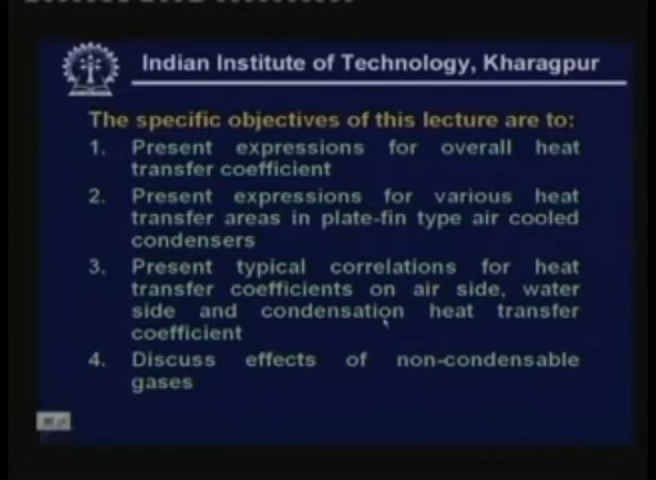 Indian Institute of Technology, Kharagpur
The specific objectives of this lecture are to:
1. Present expressions for overall heat
transfer coefficient
2. Present expressions for various heat
transfer areas in plate-fin type air cooled
condensers
3. Present typical correlations for heat
transfer coefficients on air side, water
side and condensation heat transfer
coefficient
4. Discuss effects of non-condensable
gases